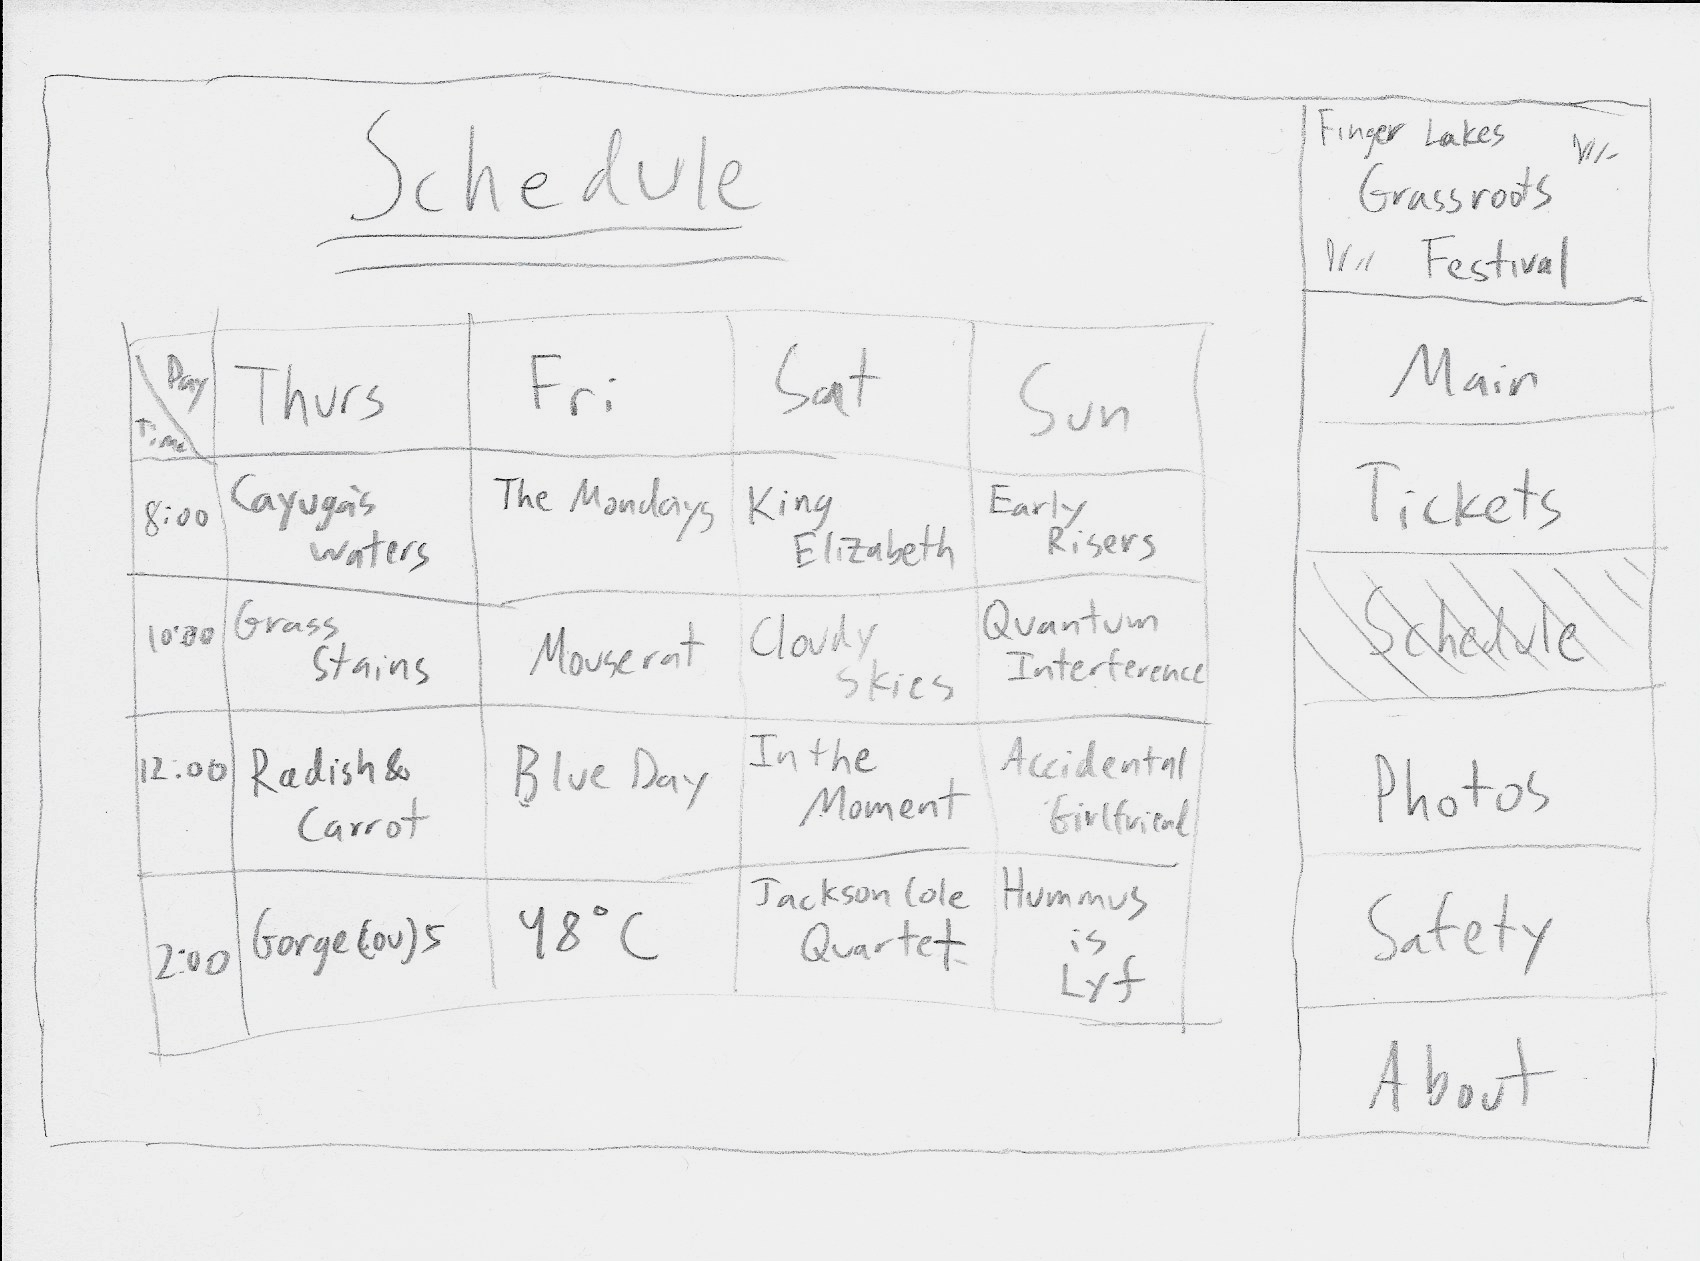 Schedule
Day
Time
Thurs
Fri
Sat
Sun
8:00
Cayuga's
Waters
The Mondays
King
Elizabeth
Early
Risers
10:00
Grass
Stains
Mouserat
Cloudy
Skies
Quantum
Interference
12:00
Radish &
Carrot
Blue Day
In the
Moment
Accidental
Girlfriend
2:00
Gorge(ou)s
48°C
Jackson Cole
Quartet
Hummus
is
Lyf
Finger Lakes
Grassroots
Festival
Main
Tickets
Schedule
Photos
Safety
About